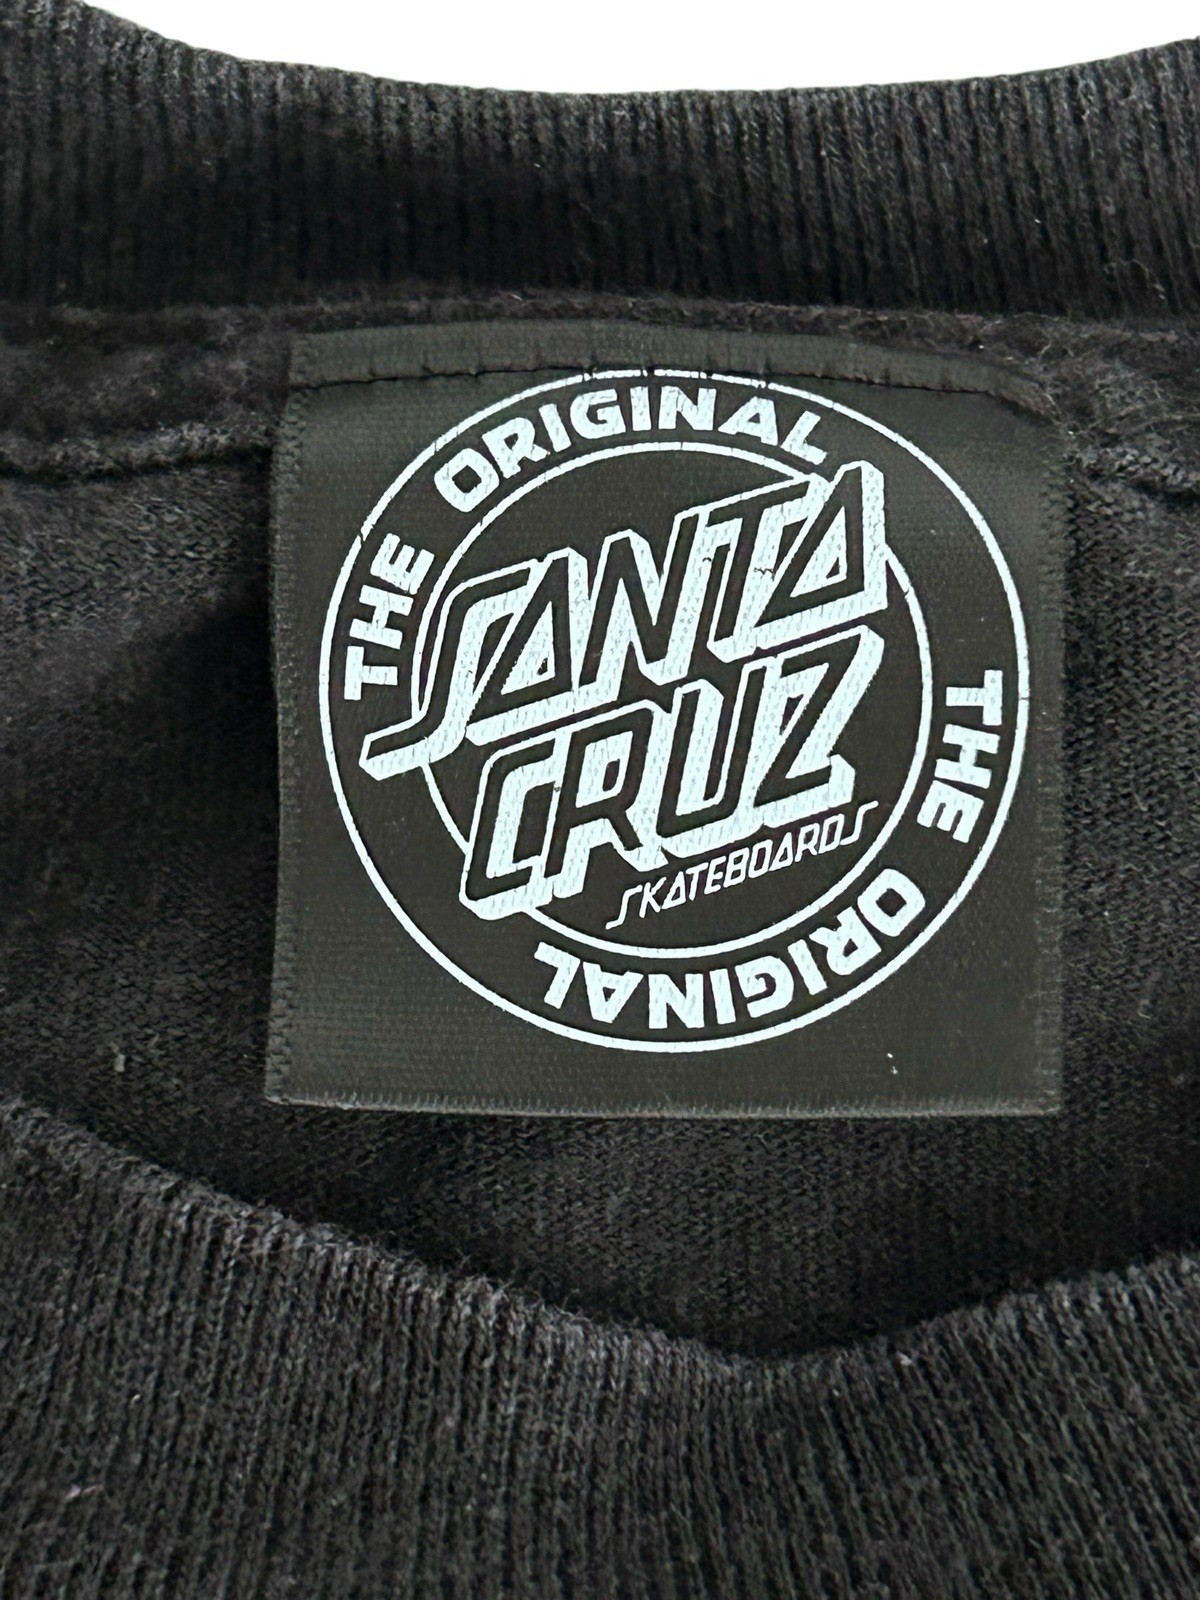 THE ORIGINAL
SANTA
CRUZ
SKATEBOARDS
THE ORIGINAL